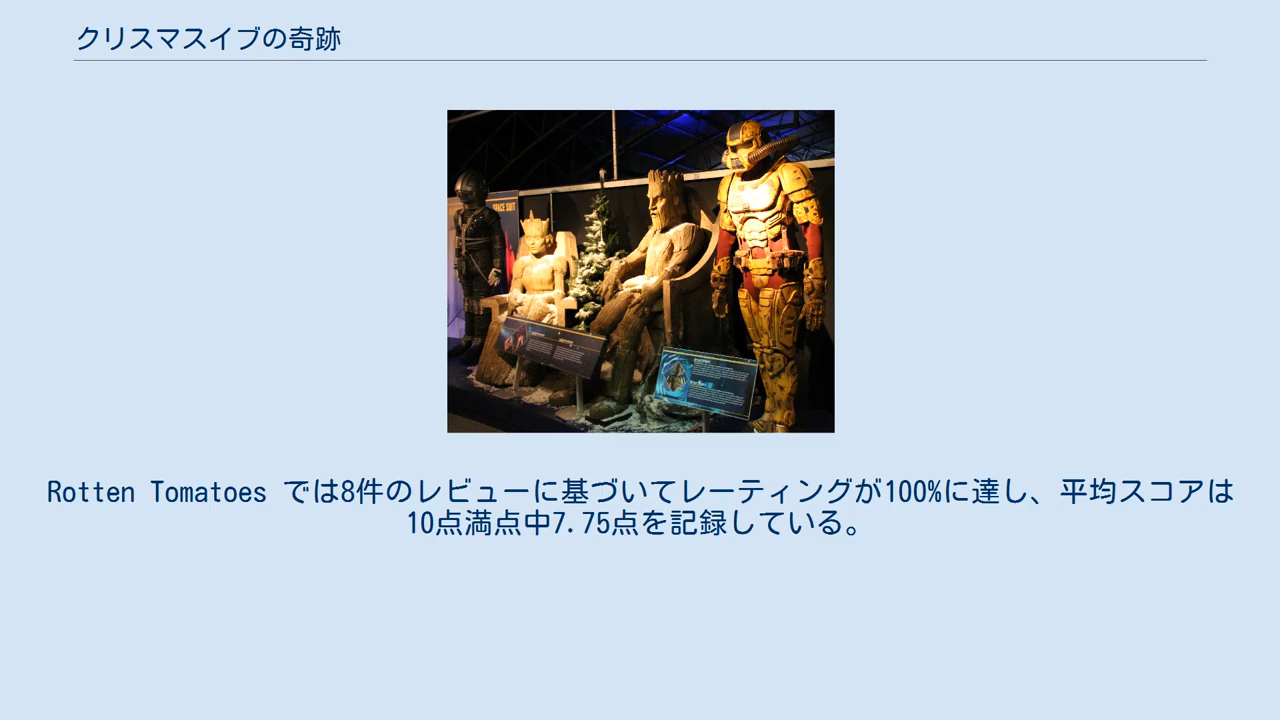 クリスマスイブの奇跡
SPACE SUIT
Rotten Tomatoes では8件のレビューに基づいてレーティングが100%に達し、平均スコアは
10点満点中7.75点を記録している。